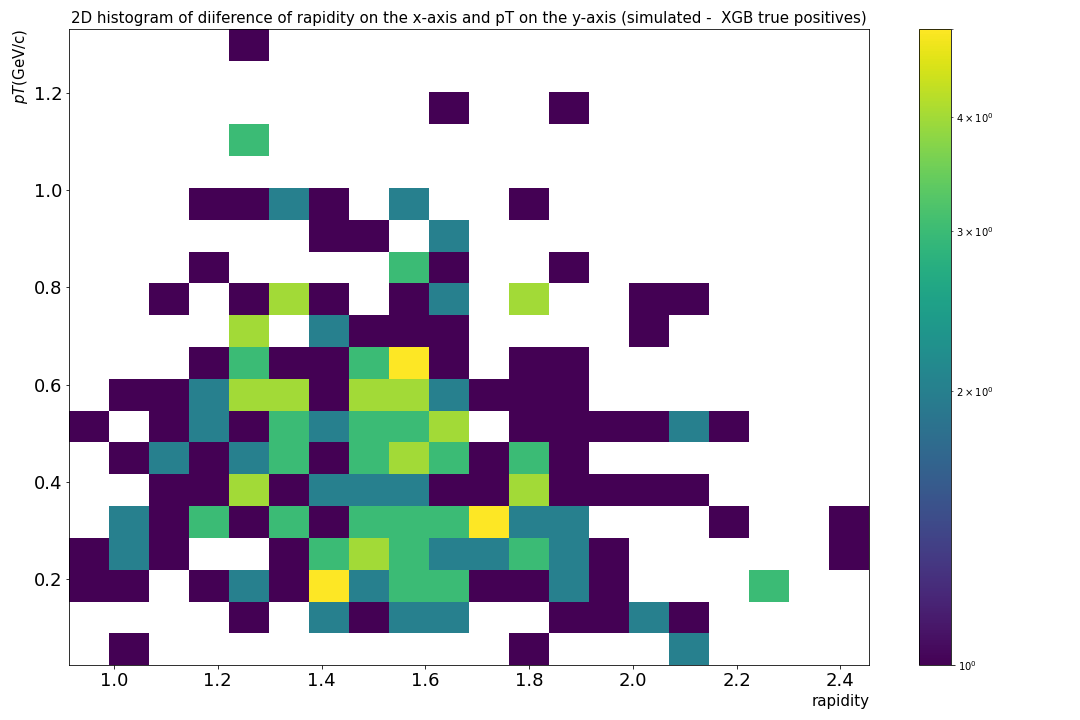 2D histogram of diiference of rapidity on the x-axis and pT on the y-axis (simulated -  XGB true positives)
pT(GeV/c)
1.2
1.0
0.8
0.6
0.4
0.2
1.0 1.2 1.4 1.6 1.8 2.0 2.2 2.4
rapidity
4 × 10⁰
3 × 10⁰
2 × 10⁰
10⁰